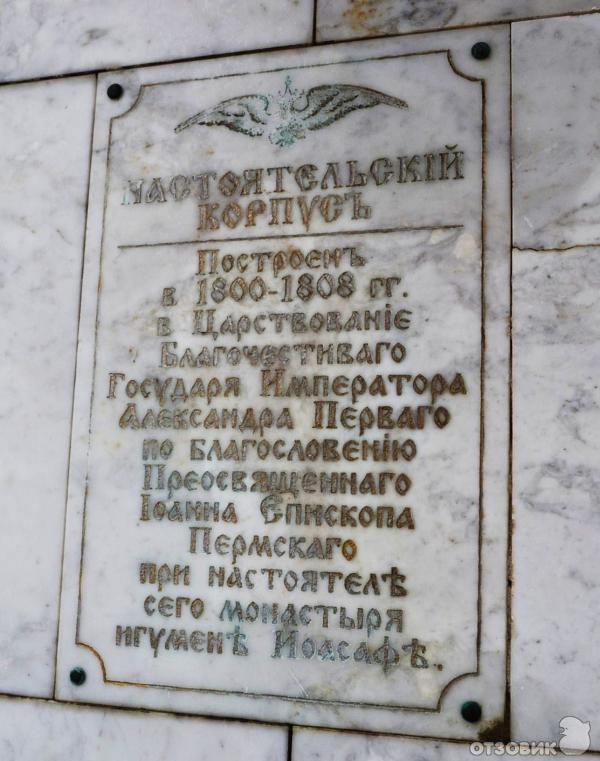 НАСТОЯТЕЛЬСКІЙ
КОРПУСЪ
Построенъ
в 1800-1808 гг.
в Царствованіе
Благочестиваго
Государя Императора
Александра Перваго
по благословенію
Преосвященнаго
Іоанна Епископа
Пермскаго
при настоятелѣ
сего монастыря
игуменѣ Иоасафѣ.
ОТЗОВИК